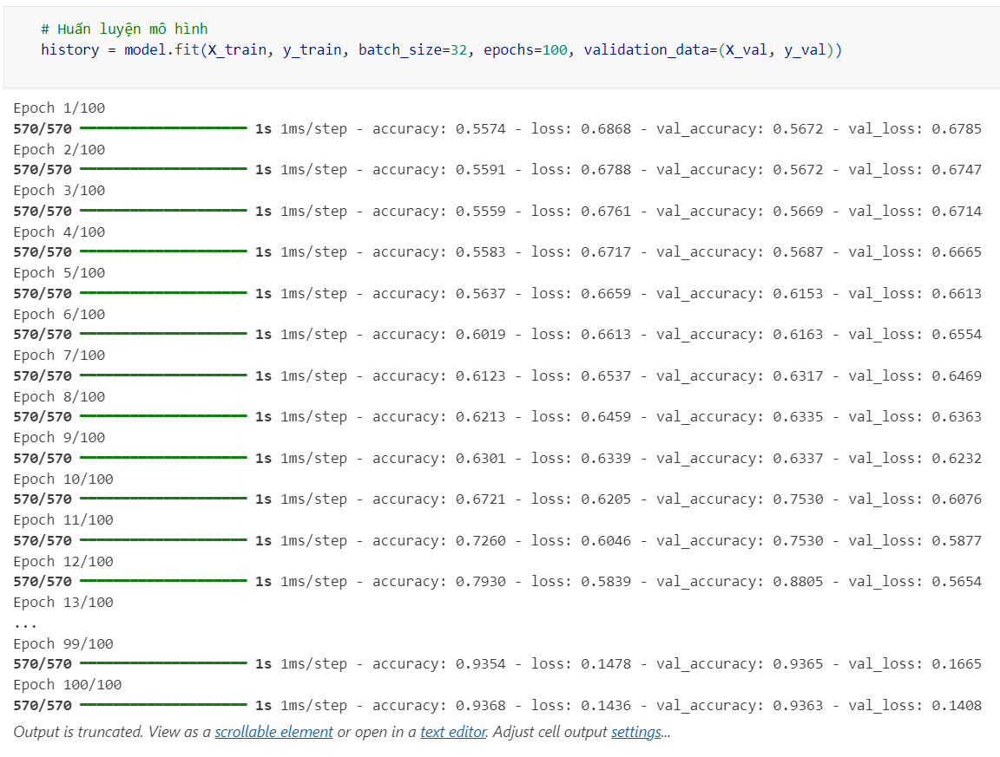 # Huấn luyện mô hình
history = model.fit(X_train, y_train, batch_size=32, epochs=100, validation_data=(X_val, y_val))
Epoch 1/100
570/570 ━━━━━━━━━━━━━━━━━━━━ 1s 1ms/step - accuracy: 0.5574 - loss: 0.6868 - val_accuracy: 0.5672 - val_loss: 0.6785
Epoch 2/100
570/570 ━━━━━━━━━━━━━━━━━━━━ 1s 1ms/step - accuracy: 0.5591 - loss: 0.6788 - val_accuracy: 0.5672 - val_loss: 0.6747
Epoch 3/100
570/570 ━━━━━━━━━━━━━━━━━━━━ 1s 1ms/step - accuracy: 0.5559 - loss: 0.6761 - val_accuracy: 0.5669 - val_loss: 0.6714
Epoch 4/100
570/570 ━━━━━━━━━━━━━━━━━━━━ 1s 1ms/step - accuracy: 0.5583 - loss: 0.6717 - val_accuracy: 0.5687 - val_loss: 0.6665
Epoch 5/100
570/570 ━━━━━━━━━━━━━━━━━━━━ 1s 1ms/step - accuracy: 0.5637 - loss: 0.6659 - val_accuracy: 0.6153 - val_loss: 0.6613
Epoch 6/100
570/570 ━━━━━━━━━━━━━━━━━━━━ 1s 1ms/step - accuracy: 0.6019 - loss: 0.6613 - val_accuracy: 0.6163 - val_loss: 0.6554
Epoch 7/100
570/570 ━━━━━━━━━━━━━━━━━━━━ 1s 1ms/step - accuracy: 0.6123 - loss: 0.6537 - val_accuracy: 0.6317 - val_loss: 0.6469
Epoch 8/100
570/570 ━━━━━━━━━━━━━━━━━━━━ 1s 1ms/step - accuracy: 0.6213 - loss: 0.6459 - val_accuracy: 0.6335 - val_loss: 0.6363
Epoch 9/100
570/570 ━━━━━━━━━━━━━━━━━━━━ 1s 1ms/step - accuracy: 0.6301 - loss: 0.6339 - val_accuracy: 0.6337 - val_loss: 0.6232
Epoch 10/100
570/570 ━━━━━━━━━━━━━━━━━━━━ 1s 1ms/step - accuracy: 0.6721 - loss: 0.6205 - val_accuracy: 0.7530 - val_loss: 0.6076
Epoch 11/100
570/570 ━━━━━━━━━━━━━━━━━━━━ 1s 1ms/step - accuracy: 0.7260 - loss: 0.6046 - val_accuracy: 0.7530 - val_loss: 0.5877
Epoch 12/100
570/570 ━━━━━━━━━━━━━━━━━━━━ 1s 1ms/step - accuracy: 0.7930 - loss: 0.5839 - val_accuracy: 0.8805 - val_loss: 0.5654
Epoch 13/100
...
Epoch 99/100
570/570 ━━━━━━━━━━━━━━━━━━━━ 1s 1ms/step - accuracy: 0.9354 - loss: 0.1478 - val_accuracy: 0.9365 - val_loss: 0.1665
Epoch 100/100
570/570 ━━━━━━━━━━━━━━━━━━━━ 1s 1ms/step - accuracy: 0.9368 - loss: 0.1436 - val_accuracy: 0.9363 - val_loss: 0.1408
Output is truncated. View as a scrollable element or open in a text editor. Adjust cell output settings...